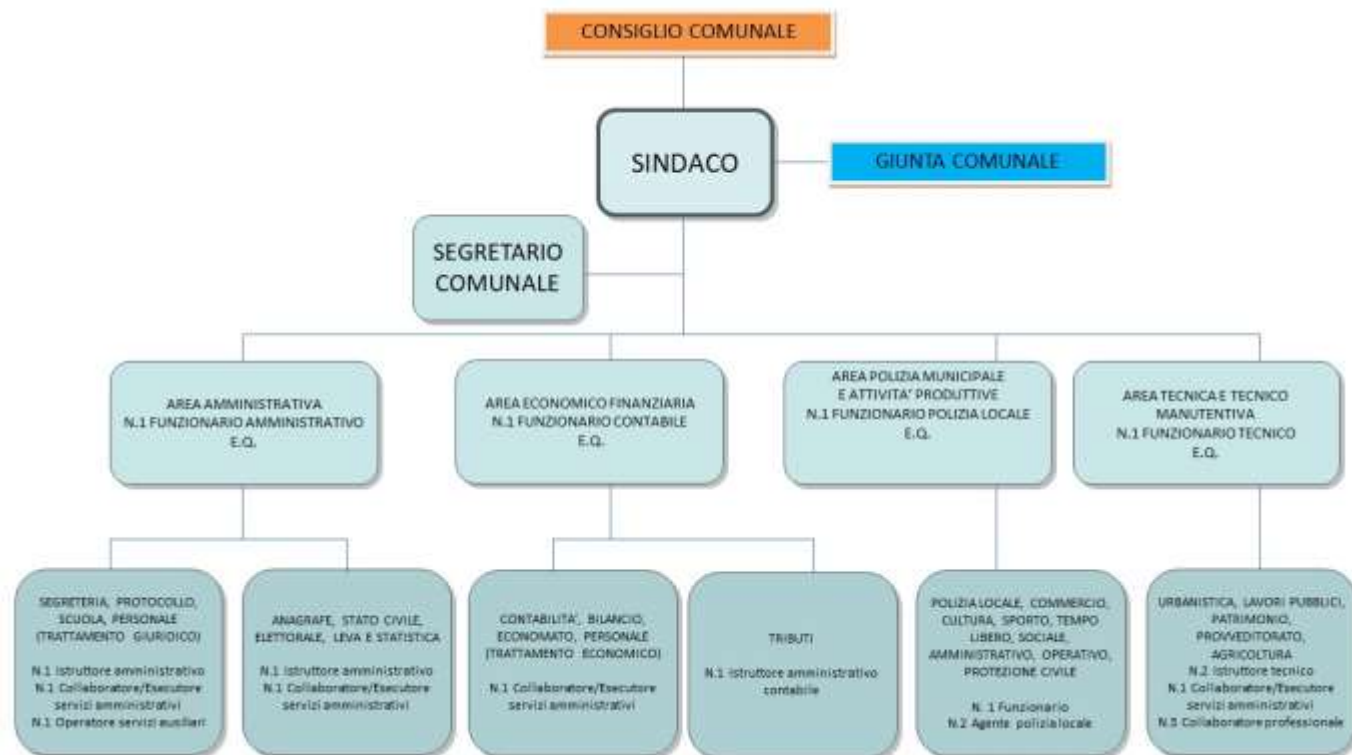 CONSIGLIO COMUNALE
SINDACO
GIUNTA COMUNALE
SEGRETARIO
COMUNALE
AREA AMMINISTRATIVA
N.1 FUNZIONARIO AMMINISTRATIVO
E.Q.
AREA ECONOMICO FINANZIARIA
N.1 FUNZIONARIO CONTABILE
E.Q.
AREA POLIZIA MUNICIPALE
E ATTIVITA' PRODUTTIVE
N.1 FUNZIONARIO POLIZIA LOCALE
E.Q.
AREA TECNICA E TECNICO
MANUTENTIVA
N.1 FUNZIONARIO TECNICO
E.Q.
SEGRETERIA, PROTOCOLLO,
SCUOLA, PERSONALE
(TRATTAMENTO GIURIDICO)
N.1 Istruttore amministrativo
N.1 Collaboratore/Esecutore
servizi amministrativi
N.1 Operatore servizi auxiliari
ANAGRAFE, STATO CIVILE,
ELETTORALE, LEVA E STATISTICA
N.1 Istruttore amministrativo
N.1 Collaboratore/Esecutore
servizi amministrativi
CONTABILITA', BILANCIO,
ECONOMATO, PERSONALE
(TRATTAMENTO ECONOMICO)
N.1 Collaboratore/Esecutore
servizi amministrativi
TRIBUTI
N.1 Istruttore amministrativo
contabile
POLIZIA LOCALE, COMMERCIO,
CULTURA, SPORTO, TEMPO
LIBERO, SOCIALE,
AMMINISTRATIVO, OPERATIVO,
PROTEZIONE CIVILE
N. 1 Funzionario
N.2 Agente polizia locale
URBANISTICA, LAVORI PUBBLICI,
PATRIMONIO,
PROVVEDITORATO,
AGRICOLTURA
N.2 Istruttore tecnico
N.1 Collaboratore/Esecutore
servizi amministrativi
Collaboratore professionale